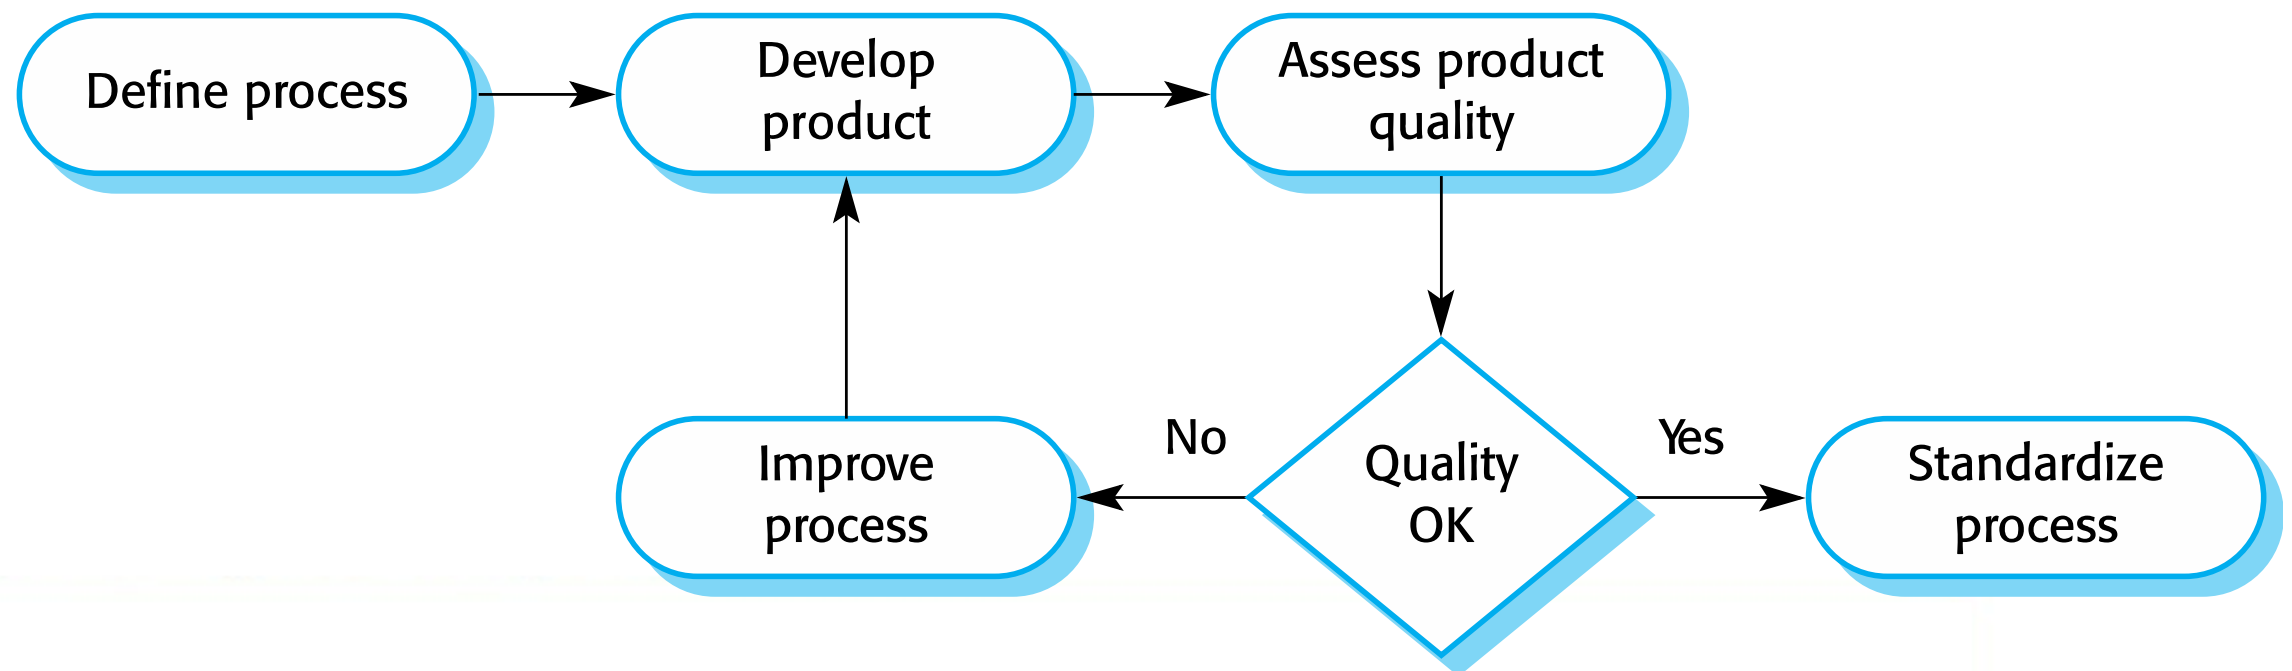 Define process
Develop
product
Assess product
quality
Improve
process
No
Quality
OK
Yes
Standardize
process